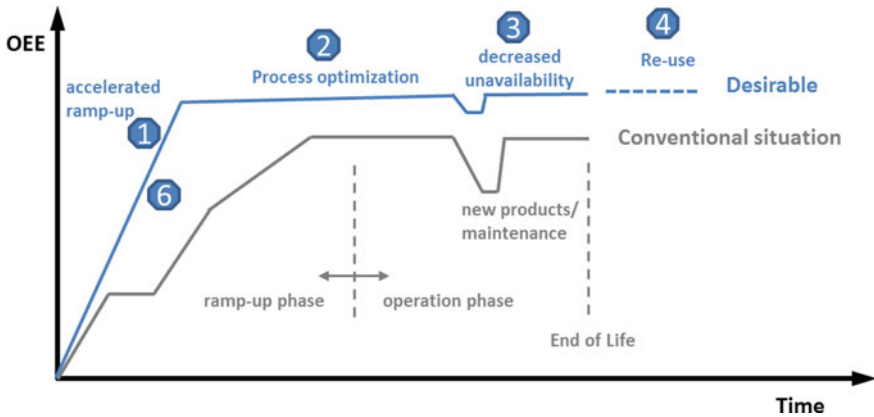 OEE
accelerated
ramp-up
1
6
2
Process optimization
3
decreased
unavailability
4
Re-use
Desirable
Conventional situation
new products/
maintenance
ramp-up phase
operation phase
End of Life
Time